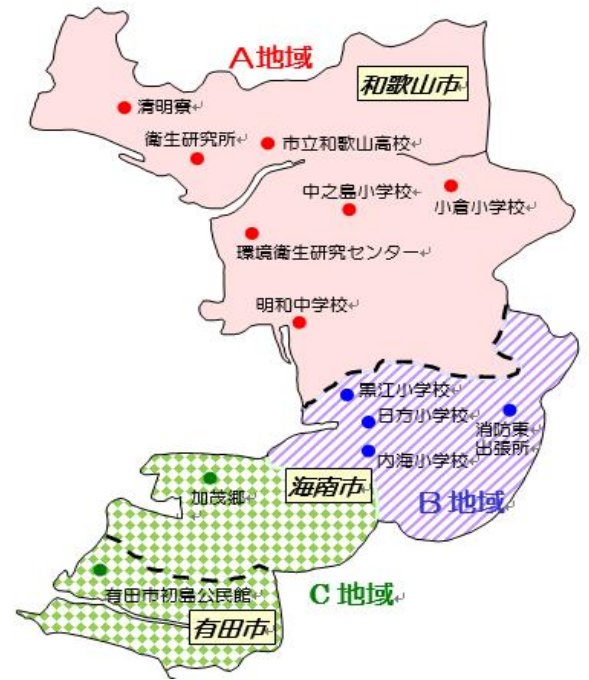 A地域
和歌山市
清明寮
衛生研究所
市立和歌山高校
中之島小学校
小倉小学校
環境衛生研究センター
明和中学校
黒江小学校
日方小学校
消防東
出張所
内海小学校
海南市
加茂郷
B地域
有田市初島公民館
C地域
有田市